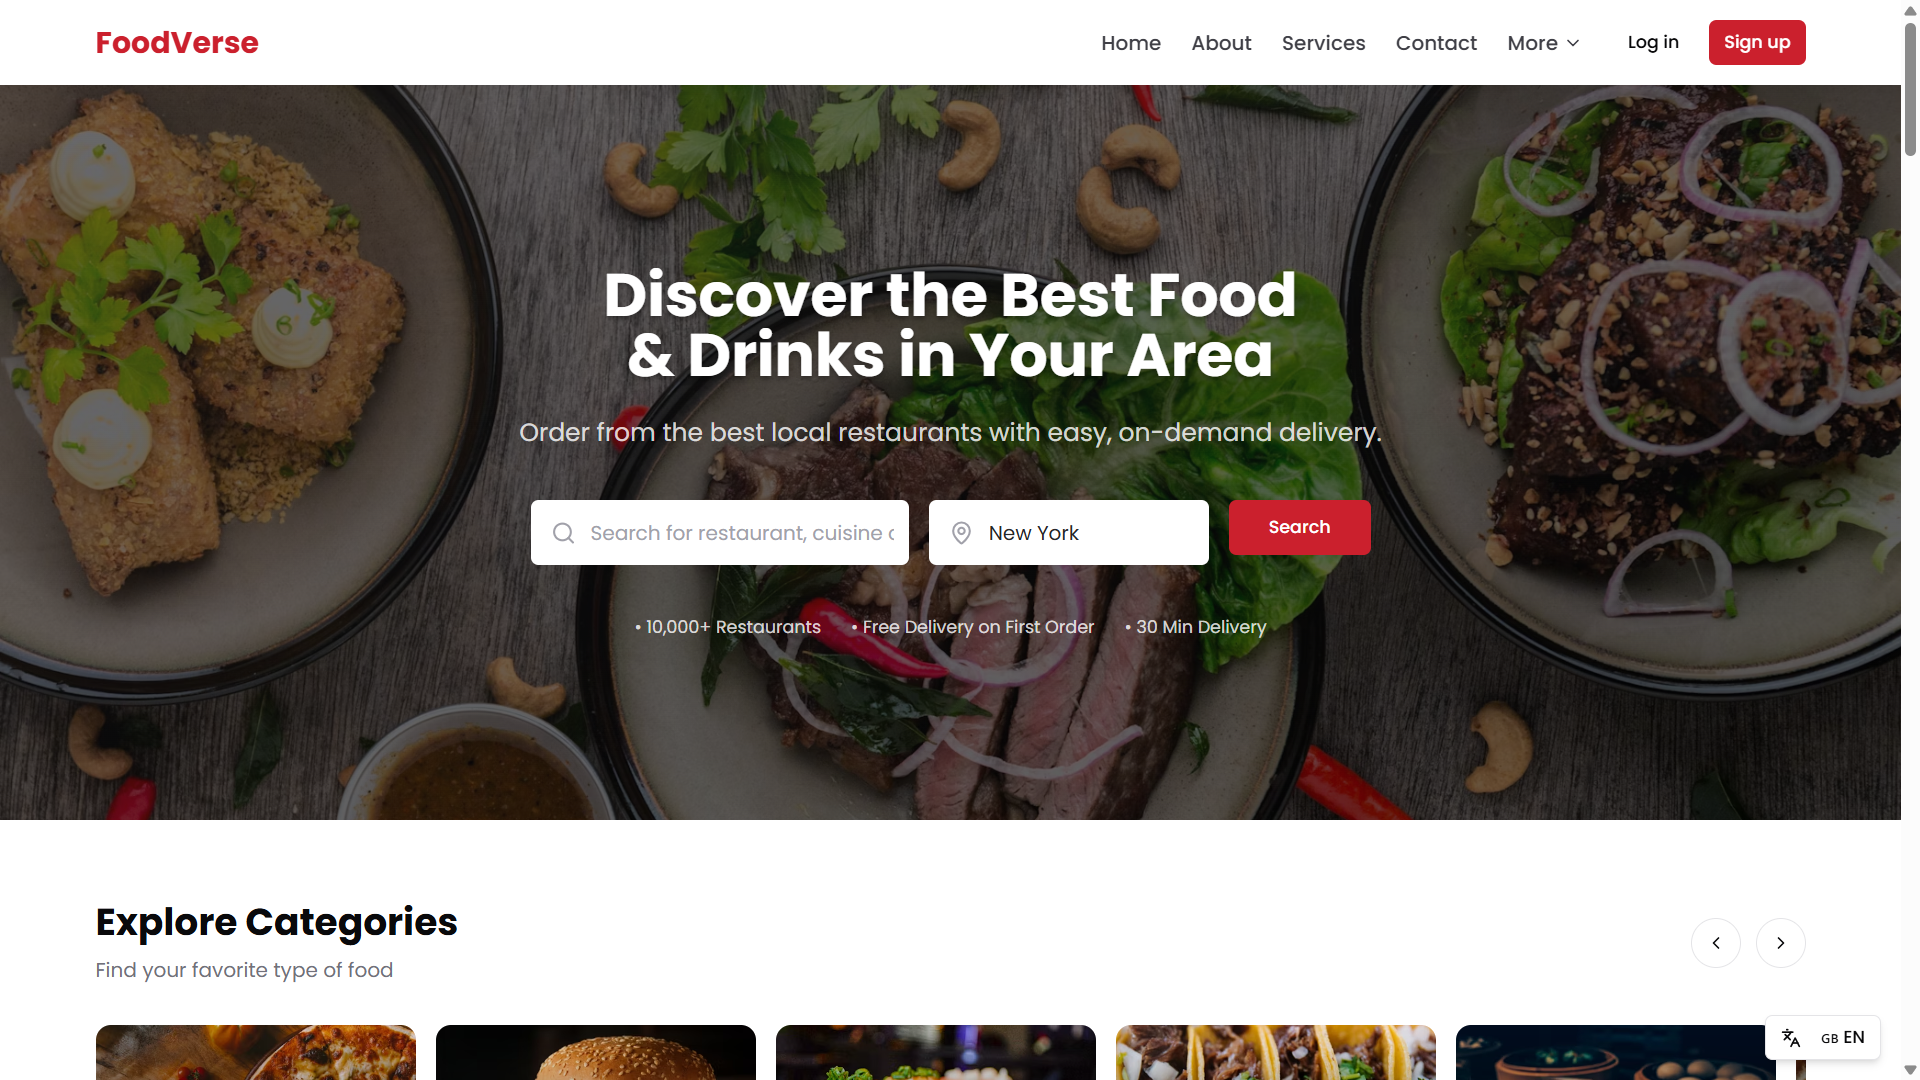 FoodVerse
Home
About
Services
Contact
More
Log in
Sign up
Discover the Best Food
& Drinks in Your Area
Order from the best local restaurants with easy, on-demand delivery.
Search for restaurant, cuisine
New York
Search
• 10,000+ Restaurants
• Free Delivery on First Order
• 30 Min Delivery
Explore Categories
Find your favorite type of food
GB EN